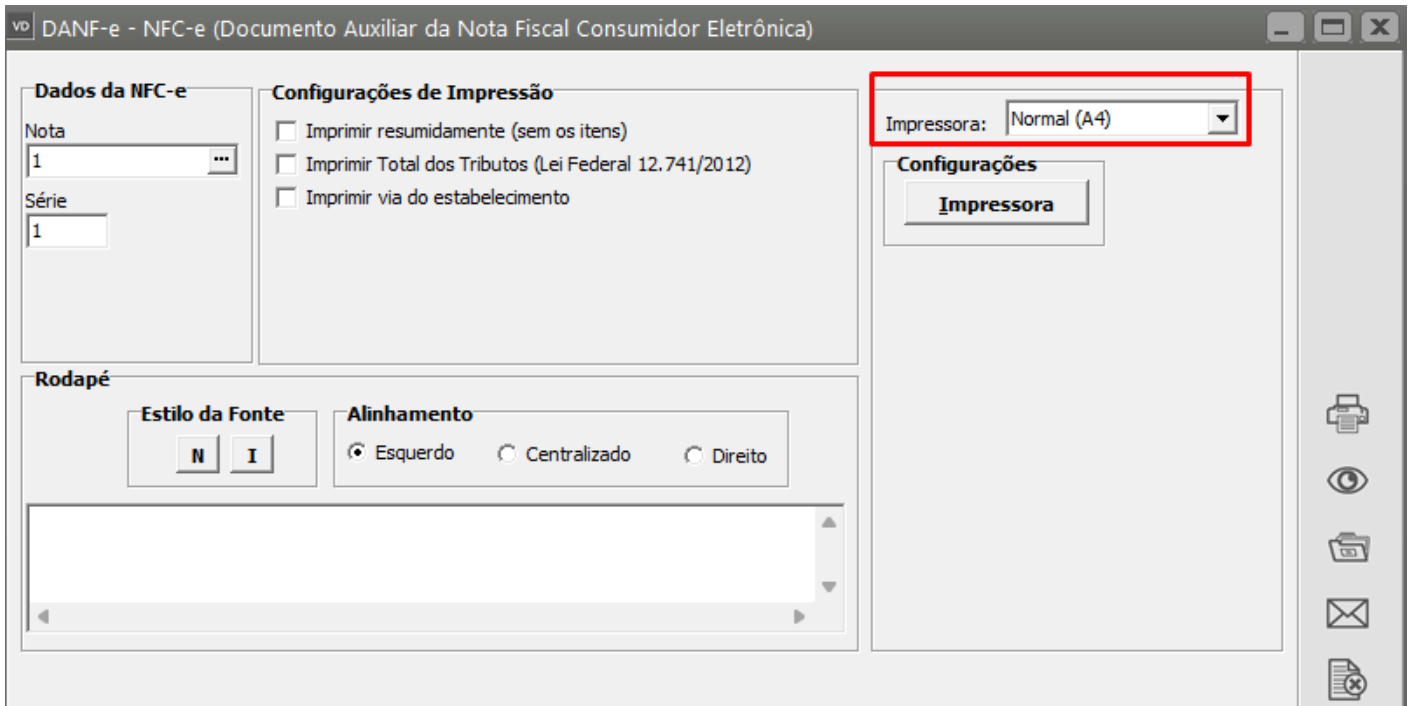 VD DANF-e - NFC-e (Documento Auxiliar da Nota Fiscal Consumidor Eletrônica)
Dados da NFC-e
Nota
1
...
Série
1
Configurações de Impressão
Imprimir resumidamente (sem os itens)
Imprimir Total dos Tributos (Lei Federal 12.741/2012)
Imprimir via do estabelecimento
Impressora: Normal (A4)
Configurações
Impressora
Rodapé
Estilo da Fonte
N I
Alinhamento
Esquerdo Centralizado Direito